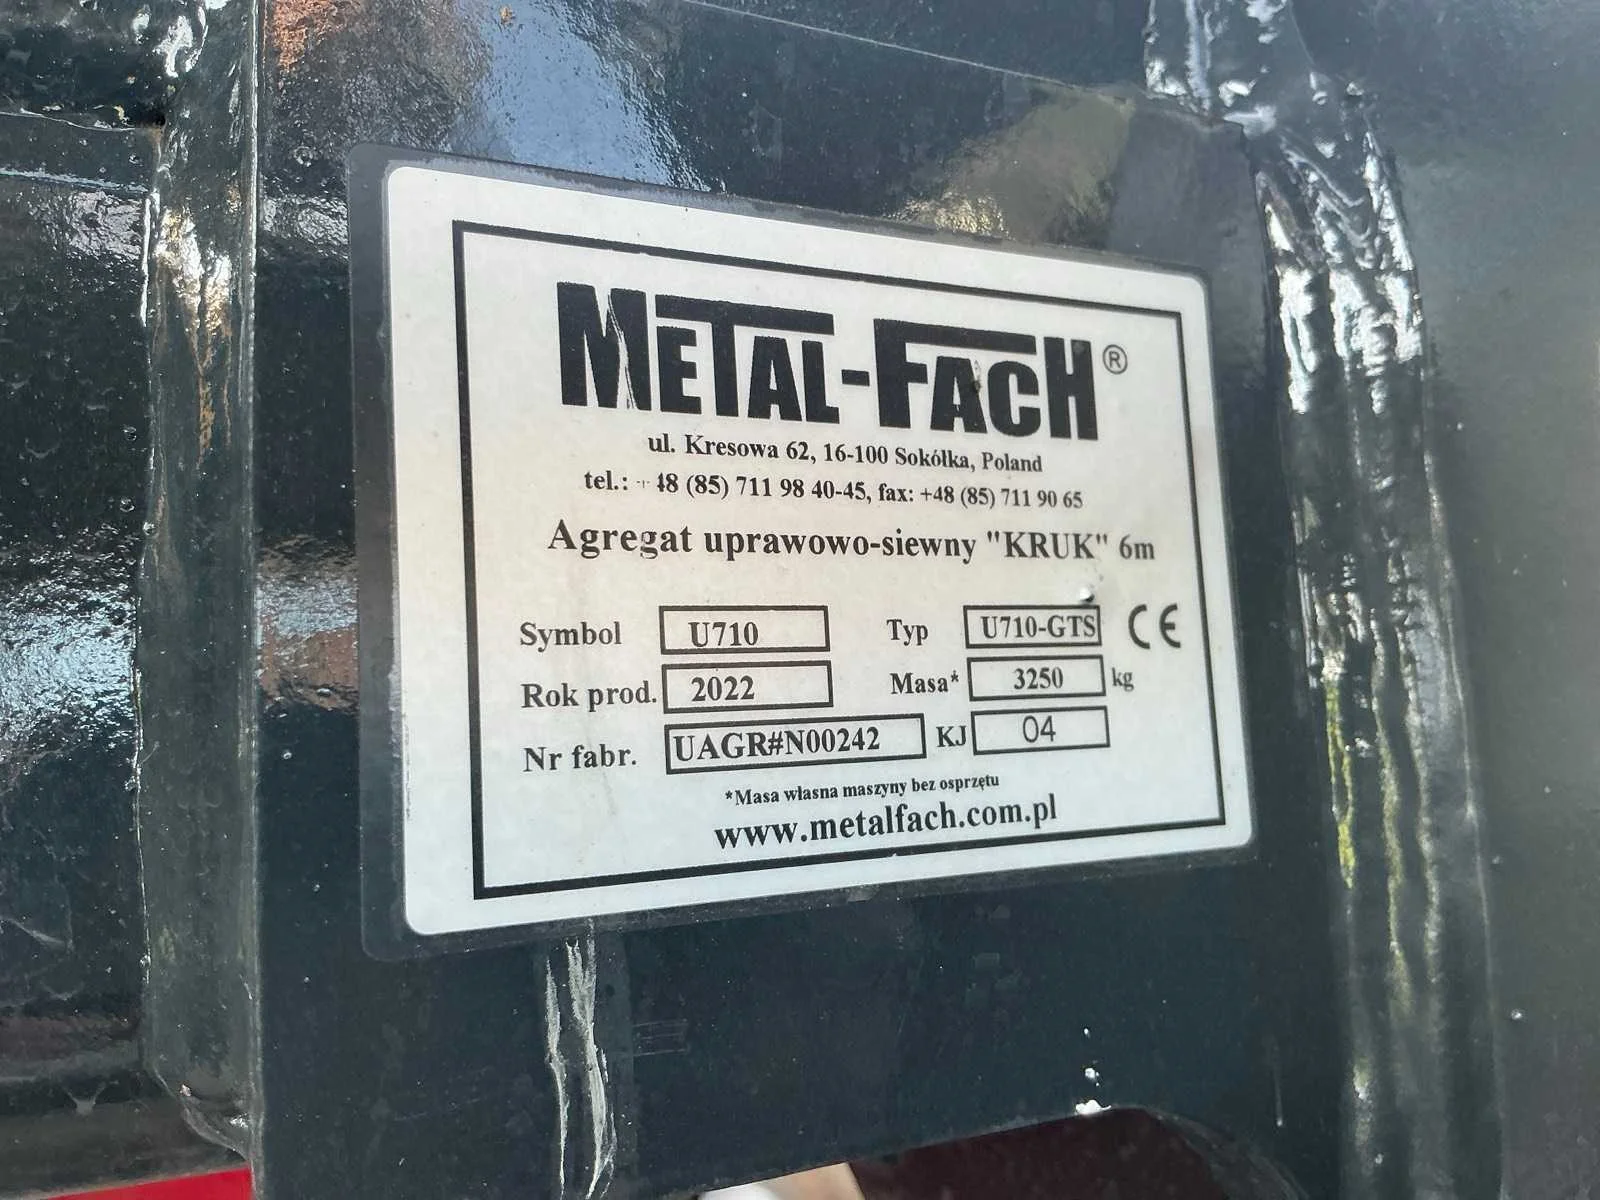 METAL-FACH®
ul. Kresowa 62, 16-100 Sokółka, Poland
tel.: +48 (85) 711 98 40-45, fax: +48 (85) 711 90 65
Agregat uprawowo-siewny "KRUK" 6m
Symbol U710 Typ U710-GTS CE
Rok prod. 2022 Masa* 3250 kg
Nr fabr. UAGR#N00242 KJ 04
*Masa własna maszyny bez osprzętu
www.metalfach.com.pl